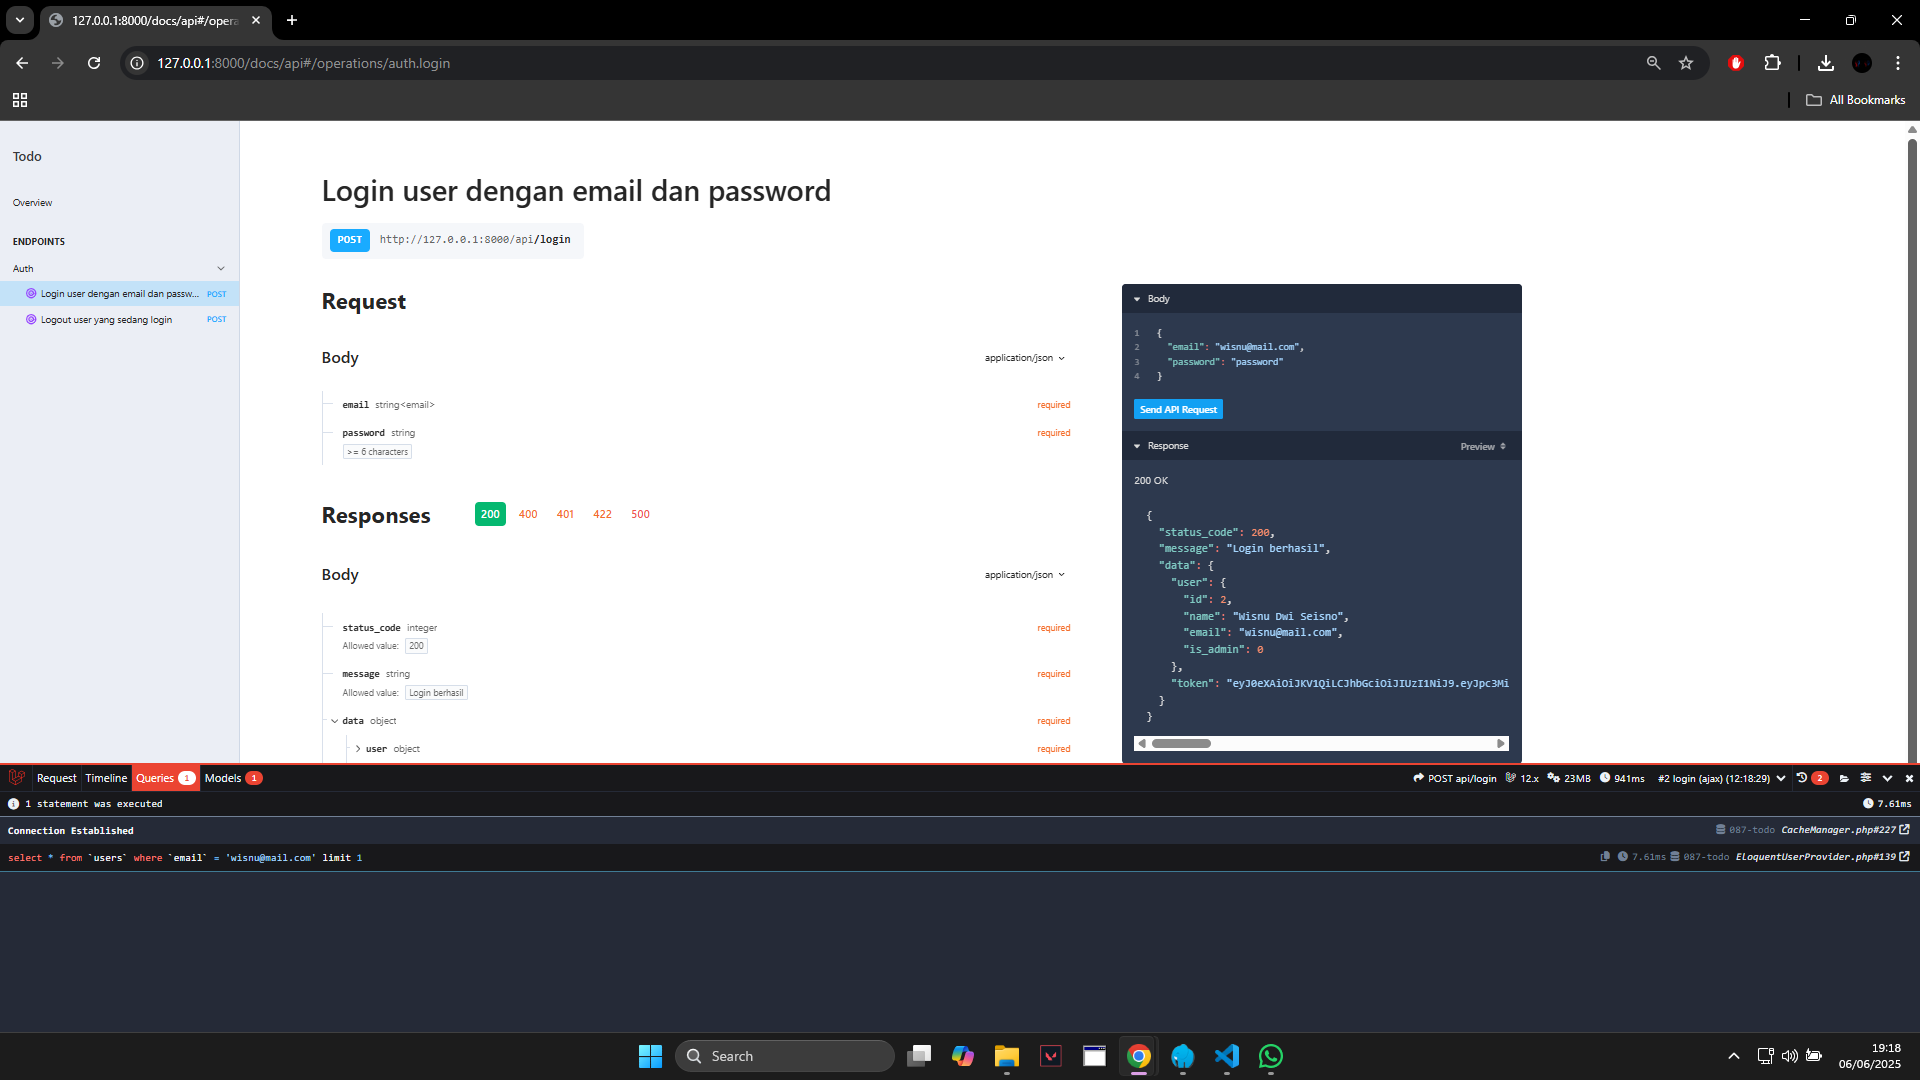 127.0.0.1:8000/docs/api#/opera
127.0.0.1:8000/docs/api#/operations/auth.login
All Bookmarks
Todo
Overview
ENDPOINTS
Auth
Login user dengan email dan passw... POST
Logout user yang sedang login POST
Login user dengan email dan password
POST http://127.0.0.1:8000/api/login
Request
Body application/json
email string<email> required
password string required
>= 6 characters
Responses 200 400 401 422 500
Body application/json
status_code integer required
Allowed value: 200
message string required
Allowed value: Login berhasil
data object required
user object required
Body
1 {
2 "email": "wisnu@mail.com",
3 "password": "password"
4 }
Send API Request
Response Preview
200 OK
{
"status_code": 200,
"message": "Login berhasil",
"data": {
"user": {
"id": 2,
"name": "Wisnu Dwi Seisno",
"email": "wisnu@mail.com",
"is_admin": 0
},
"token": "eyJ0eXAiOiJKV1QiLCJhbGciOiJIUzI1NiJ9.eyJpc3Mi
}
}
Request Timeline Queries 1 Models 1 POST api/login 12.x 23MB 941ms #2 login (ajax) (12:18:29) 2
1 statement was executed 7.61ms
Connection Established 087-todo CacheManager.php#227
select * from `users` where `email` = 'wisnu@mail.com' limit 1 7.61ms 087-todo EloquentUserProvider.php#139
Search
19:18
06/06/2025